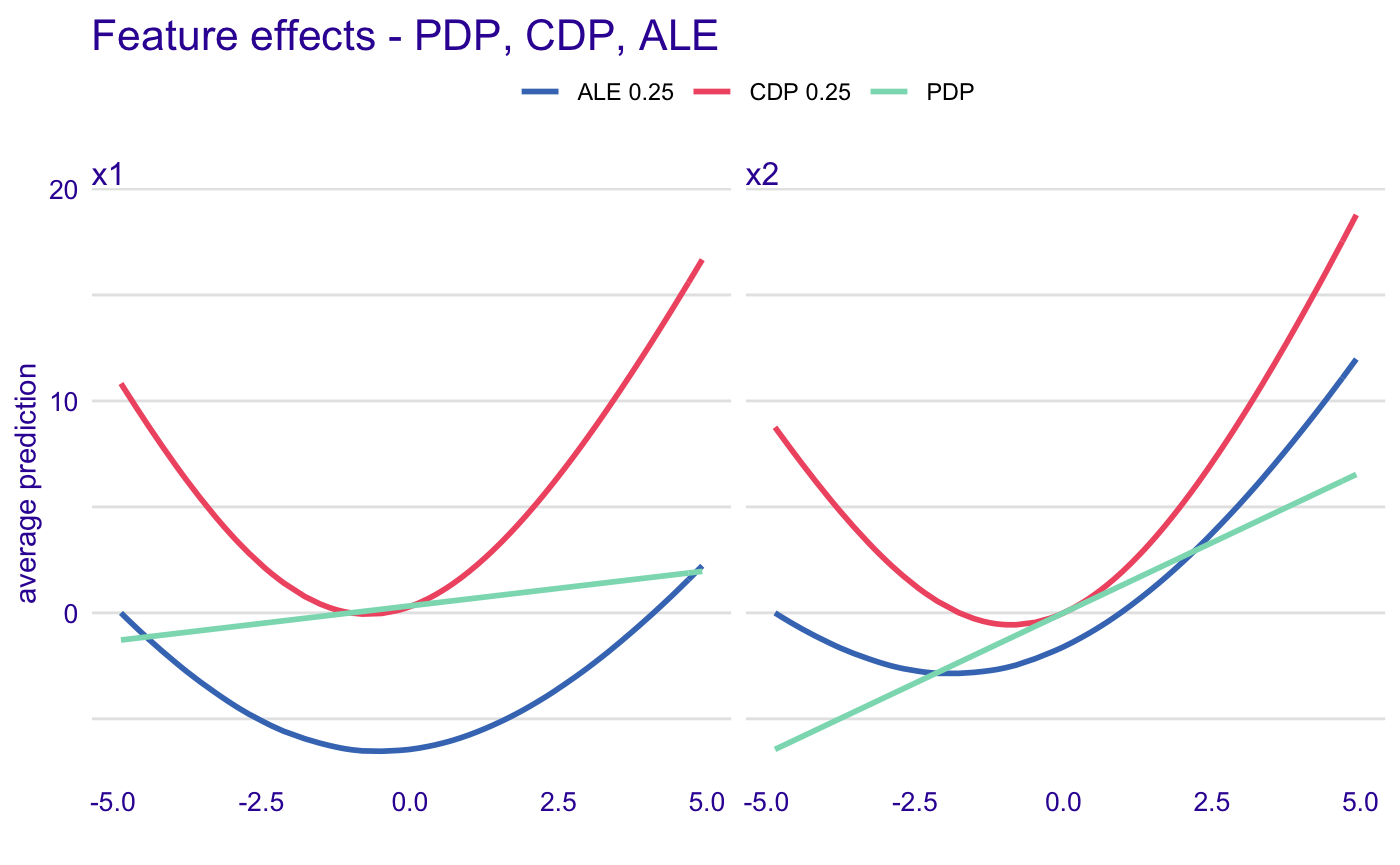 Feature effects - PDP, CDP, ALE
ALE 0.25 CDP 0.25 PDP
x1 x2
20
10
0
average prediction
-5.0 -2.5 0.0 2.5 5.0 -5.0 -2.5 0.0 2.5 5.0